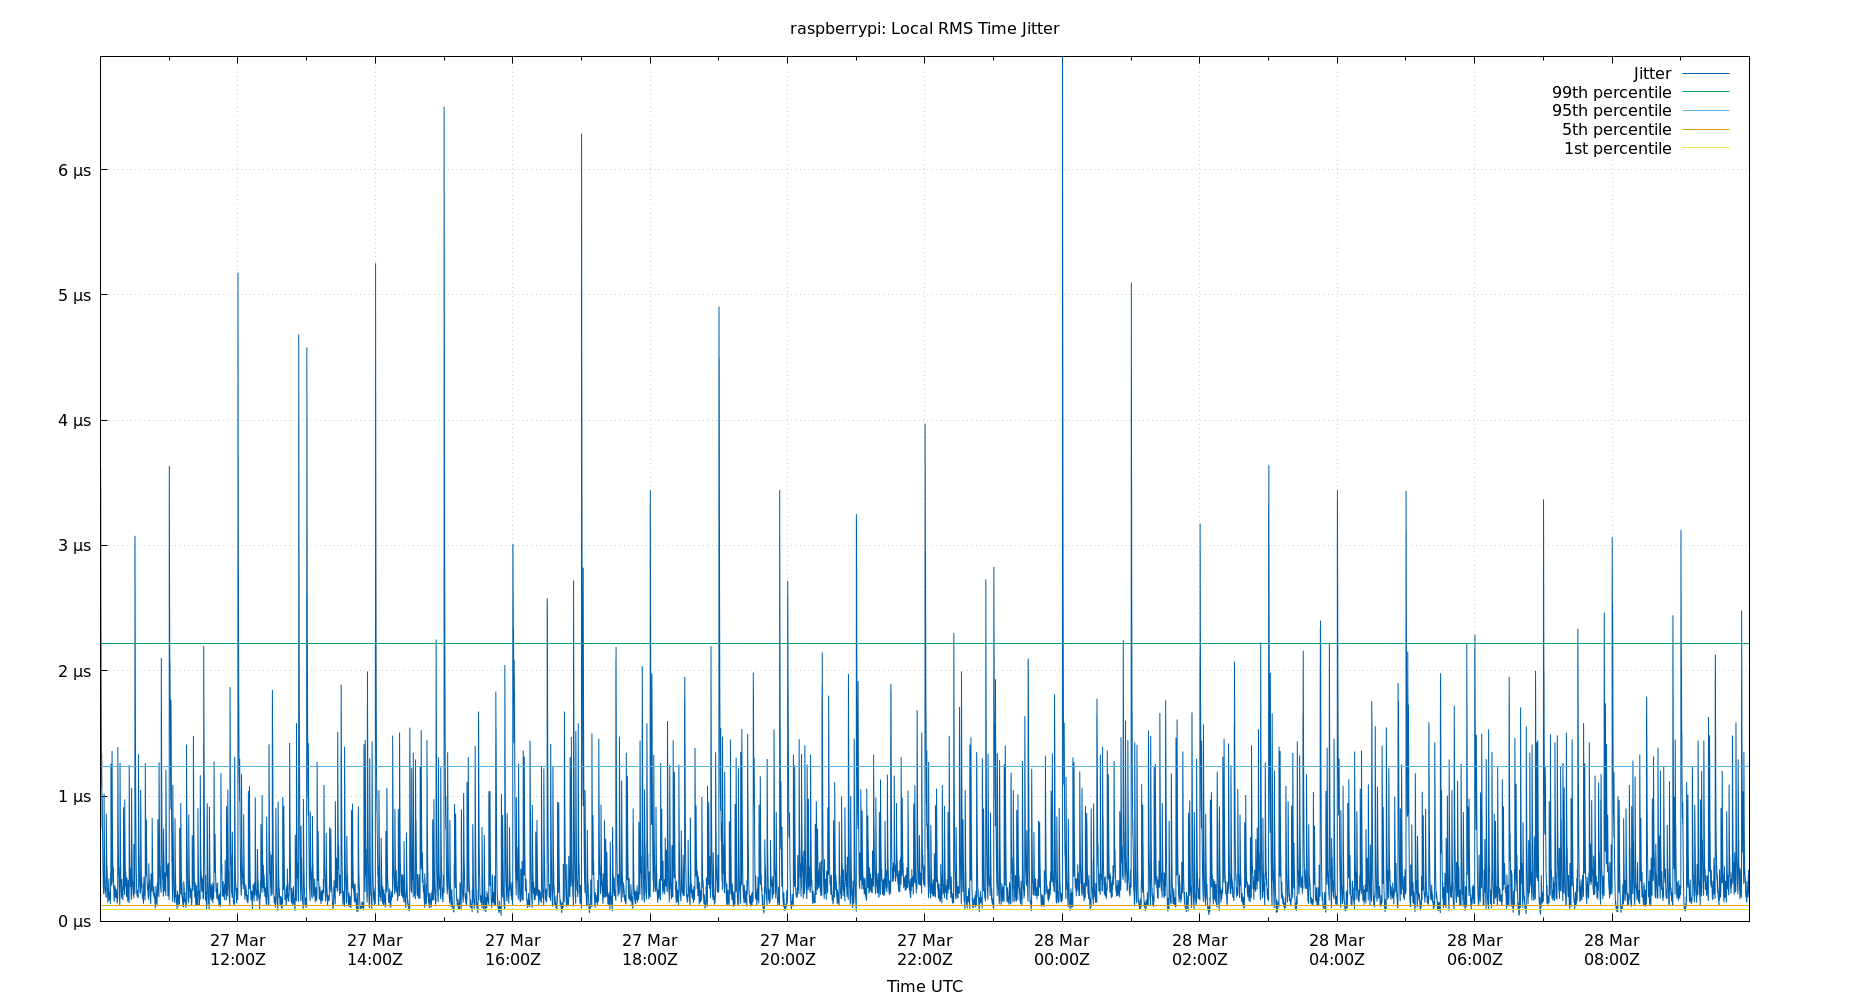 raspberrypi: Local RMS Time Jitter
Jitter
99th percentile
95th percentile
5th percentile
1st percentile
6 µs
5 µs
4 µs
3 µs
2 µs
1 µs
0 µs
27 Mar 27 Mar 27 Mar 27 Mar 27 Mar 27 Mar 28 Mar 28 Mar 28 Mar 28 Mar 28 Mar
12:00Z 14:00Z 16:00Z 18:00Z 20:00Z 22:00Z 00:00Z 02:00Z 04:00Z 06:00Z 08:00Z
Time UTC